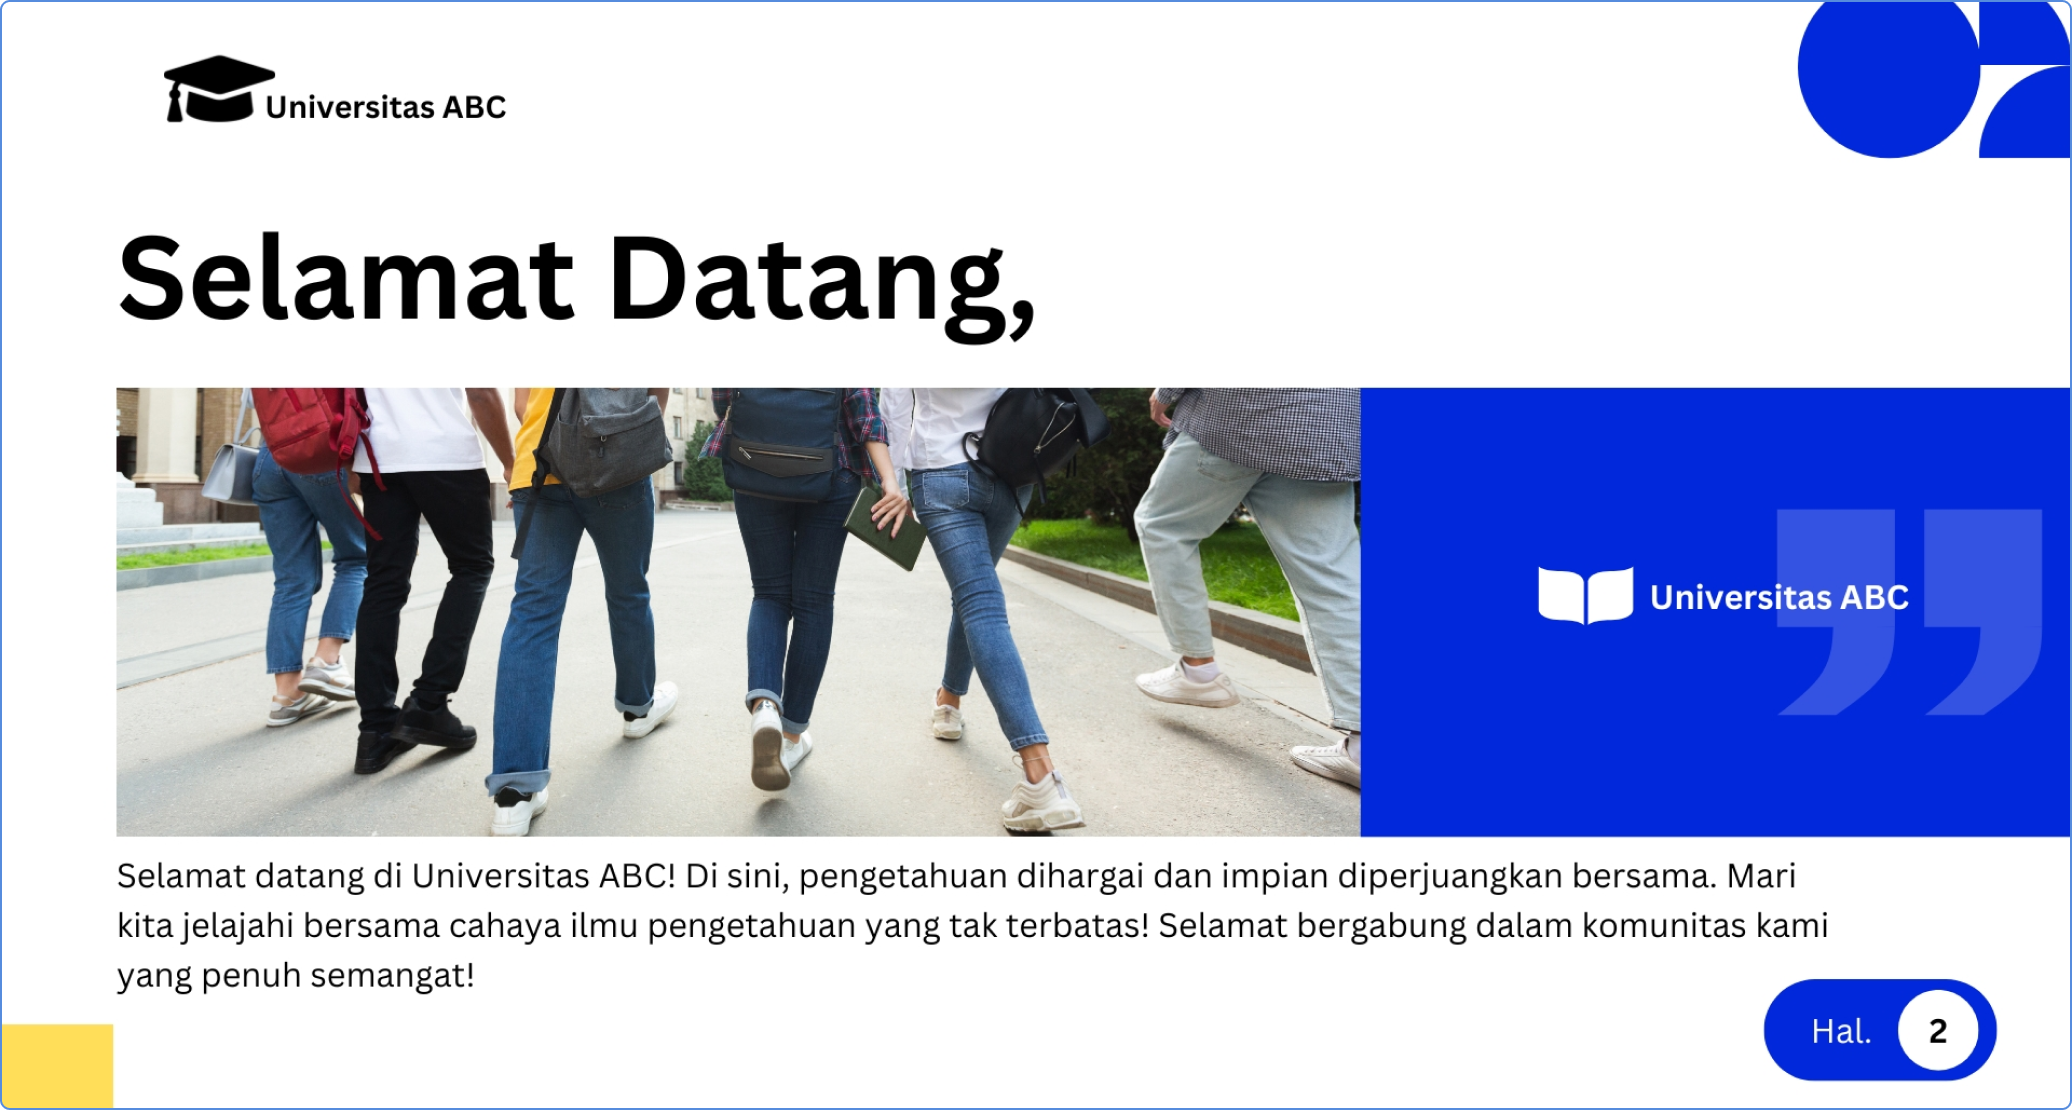 Universitas ABC
Selamat Datang,
Universitas ABC
Selamat datang di Universitas ABC! Di sini, pengetahuan dihargai dan impian diperjuangkan bersama. Mari
kita jelajahi bersama cahaya ilmu pengetahuan yang tak terbatas! Selamat bergabung dalam komunitas kami
yang penuh semangat!
Hal. 2